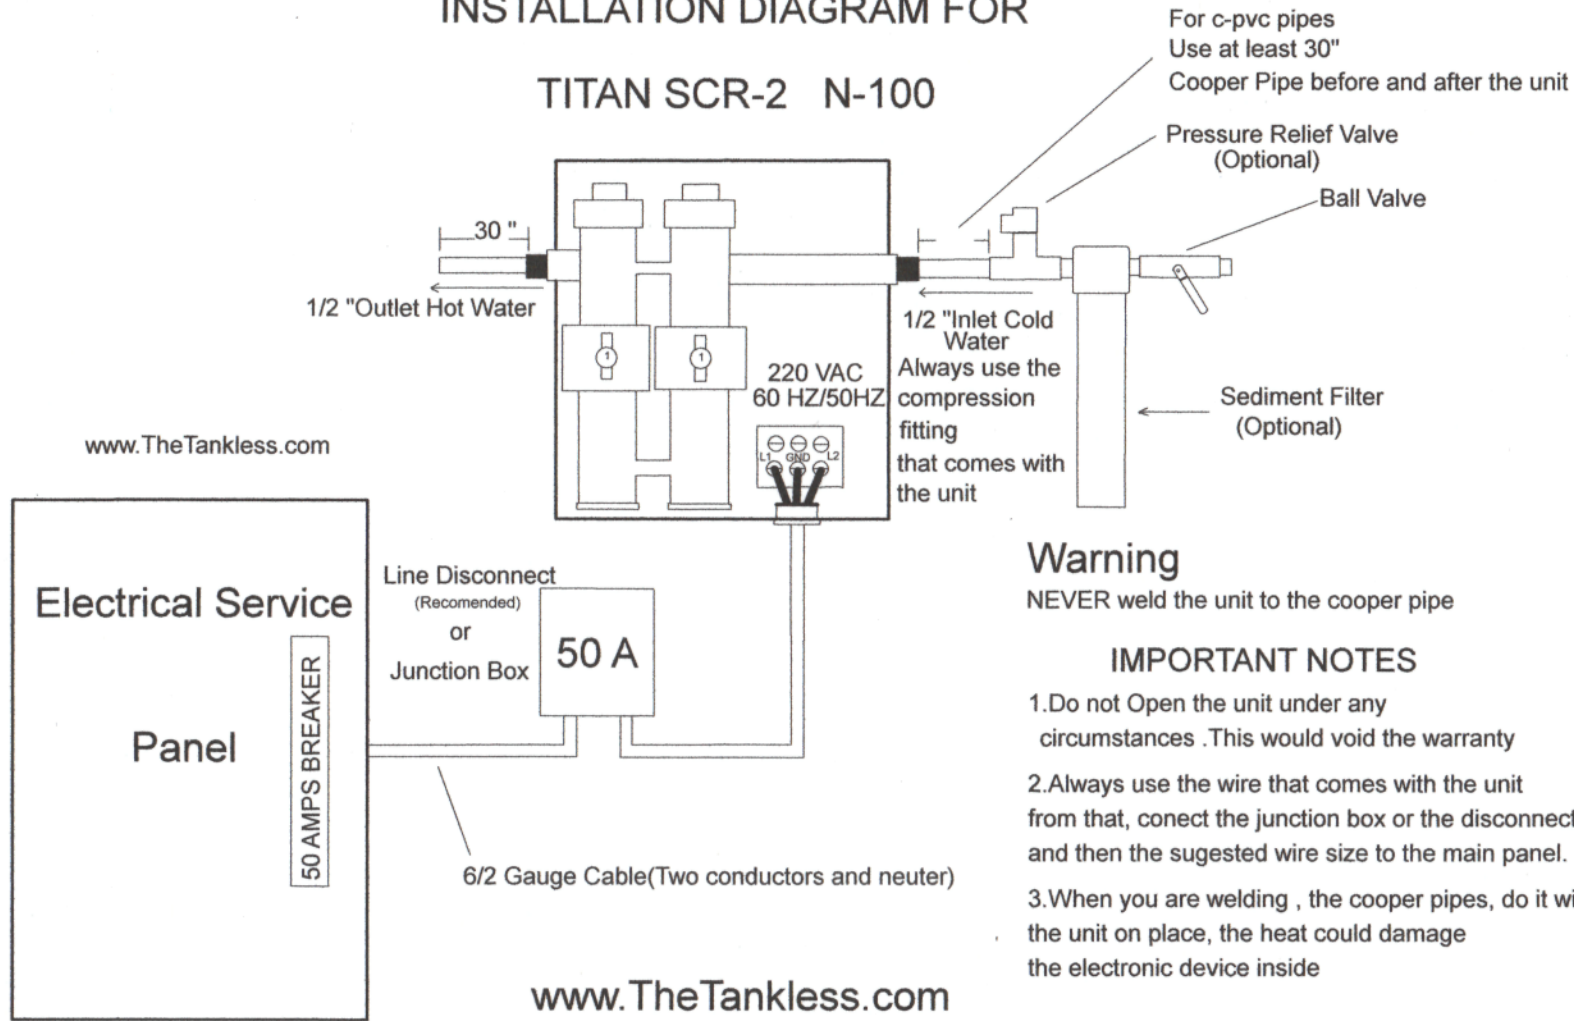 INSTALLATION DIAGRAM FOR
TITAN SCR-2 N-100
For c-pvc pipes
Use at least 30"
Cooper Pipe before and after the unit
Pressure Relief Valve
(Optional)
Ball Valve
30 "
1/2 "Outlet Hot Water
1/2 "Inlet Cold
Water
Always use the
compression
fitting
that comes with
the unit
1
1
220 VAC
60 HZ/50HZ
L1 GND L2
Sediment Filter
(Optional)
www.TheTankless.com
Electrical Service
Panel
50 AMPS BREAKER
Line Disconnect
(Recomended)
or
Junction Box
50 A
6/2 Gauge Cable(Two conductors and neuter)
Warning
NEVER weld the unit to the cooper pipe
IMPORTANT NOTES
1.Do not Open the unit under any
circumstances .This would void the warranty
2.Always use the wire that comes with the unit
from that, conect the junction box or the disconnect
and then the sugested wire size to the main panel.
3.When you are welding , the cooper pipes, do it
the unit on place, the heat could damage
the electronic device inside
www.TheTankless.com